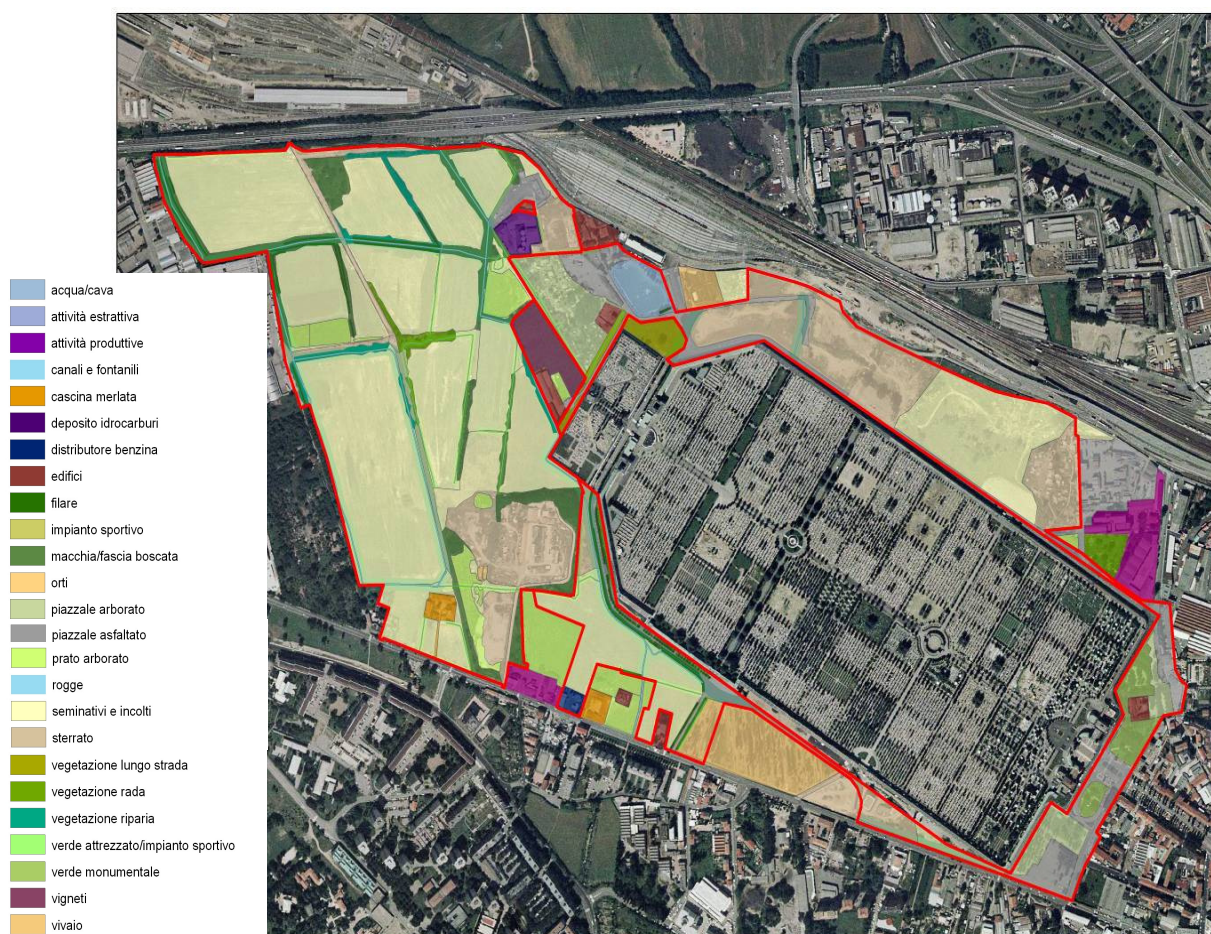 acqua/cava
attività estrattiva
attività produttive
canali e fontanili
cascina merlata
deposito idrocarburi
distributore benzina
edifici
filare
impianto sportivo
macchia/fascia boscata
orti
piazzale arborato
piazzale asfaltato
prato arborato
rogge
seminativi e incolti
sterrato
vegetazione lungo strada
vegetazione rada
vegetazione riparia
verde attrezzato/impianto sportivo
verde monumentale
vigneti
vivaio